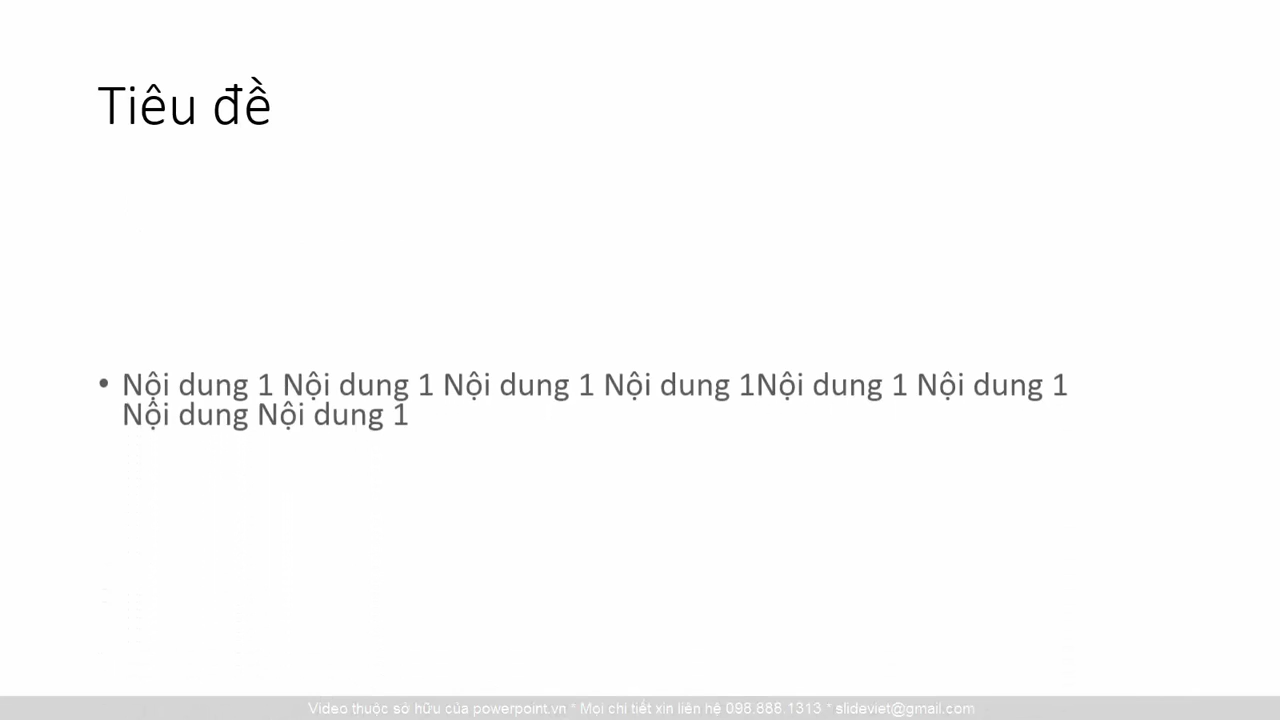 Tiêu đề
• Nội dung 1 Nội dung 1 Nội dung 1 Nội dung 1Nội dung 1 Nội dung 1
Nội dung Nội dung 1
Video thuộc sở hữu của powerpoint.vn * Mọi chi tiết xin liên hệ 098.888.1313 * slideviet@gmail.com